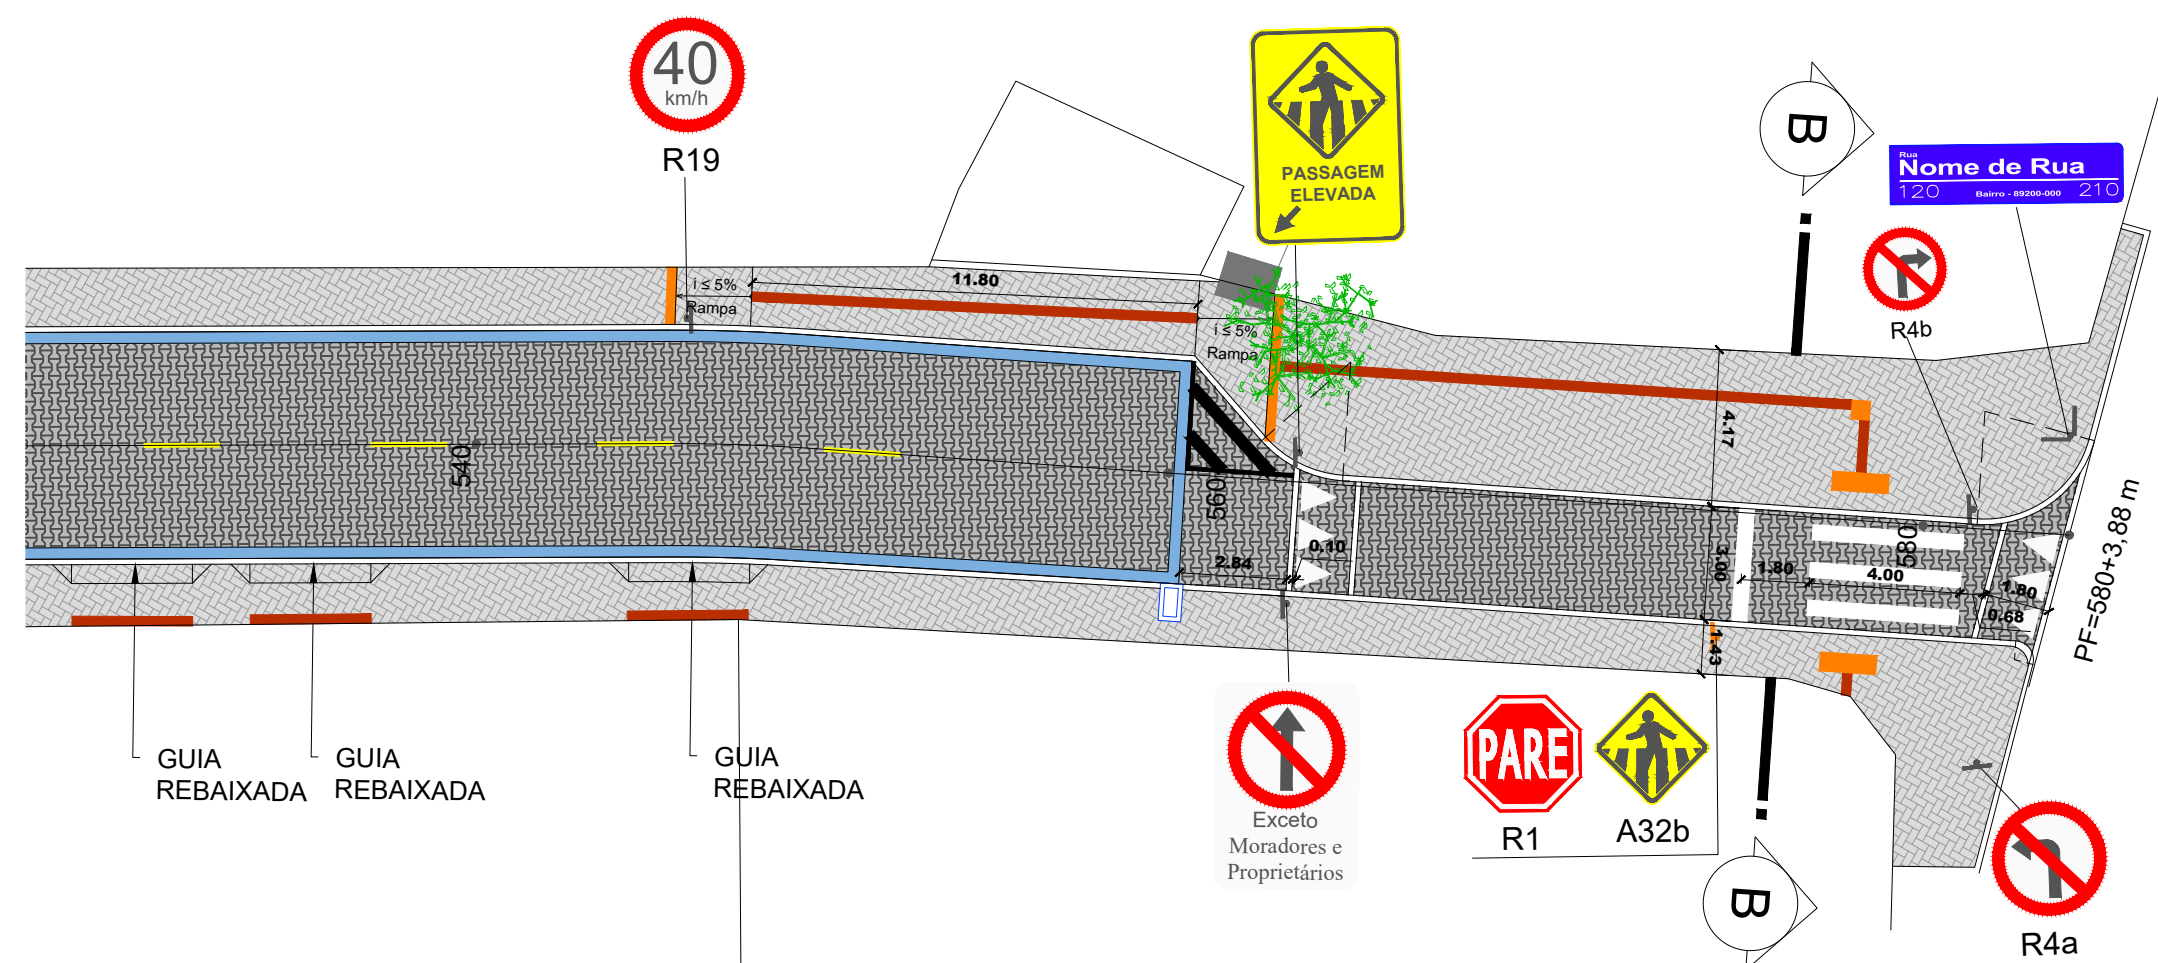 40
km/h
R19
PASSAGEM
ELEVADA
B
Rua
Nome de Rua
120
Bairro - 89200-000
210
R4b
i ≤ 5%
Rampa
11.80
i ≤ 5%
Rampa
4.17
540
560
580
2.84
0.10
3.00
1.80
4.00
1.80
0.68
1.43
PF=580+3,88 m
GUIA
REBAIXADA
GUIA
REBAIXADA
GUIA
REBAIXADA
Exceto
Moradores e
Proprietários
PARE
R1
A32b
B
R4a